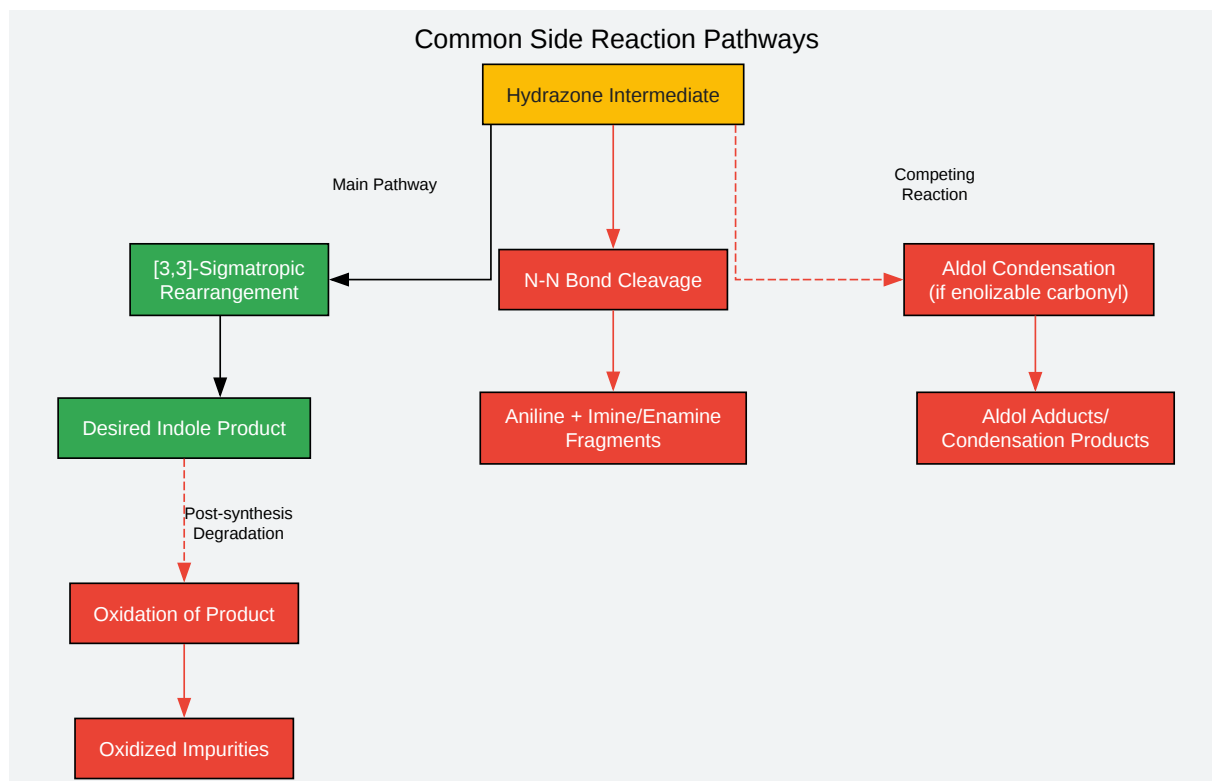 Common Side Reaction Pathways
Hydrazone Intermediate
Main Pathway
Competing
Reaction
[3,3]-Sigmatropic
Rearrangement
N-N Bond Cleavage
Aldol Condensation
(if enolizable carbonyl)
Desired Indole Product
Aniline + Imine/Enamine
Fragments
Aldol Adducts/
Condensation Products
Post-synthesis
Degradation
Oxidation of Product
Oxidized Impurities